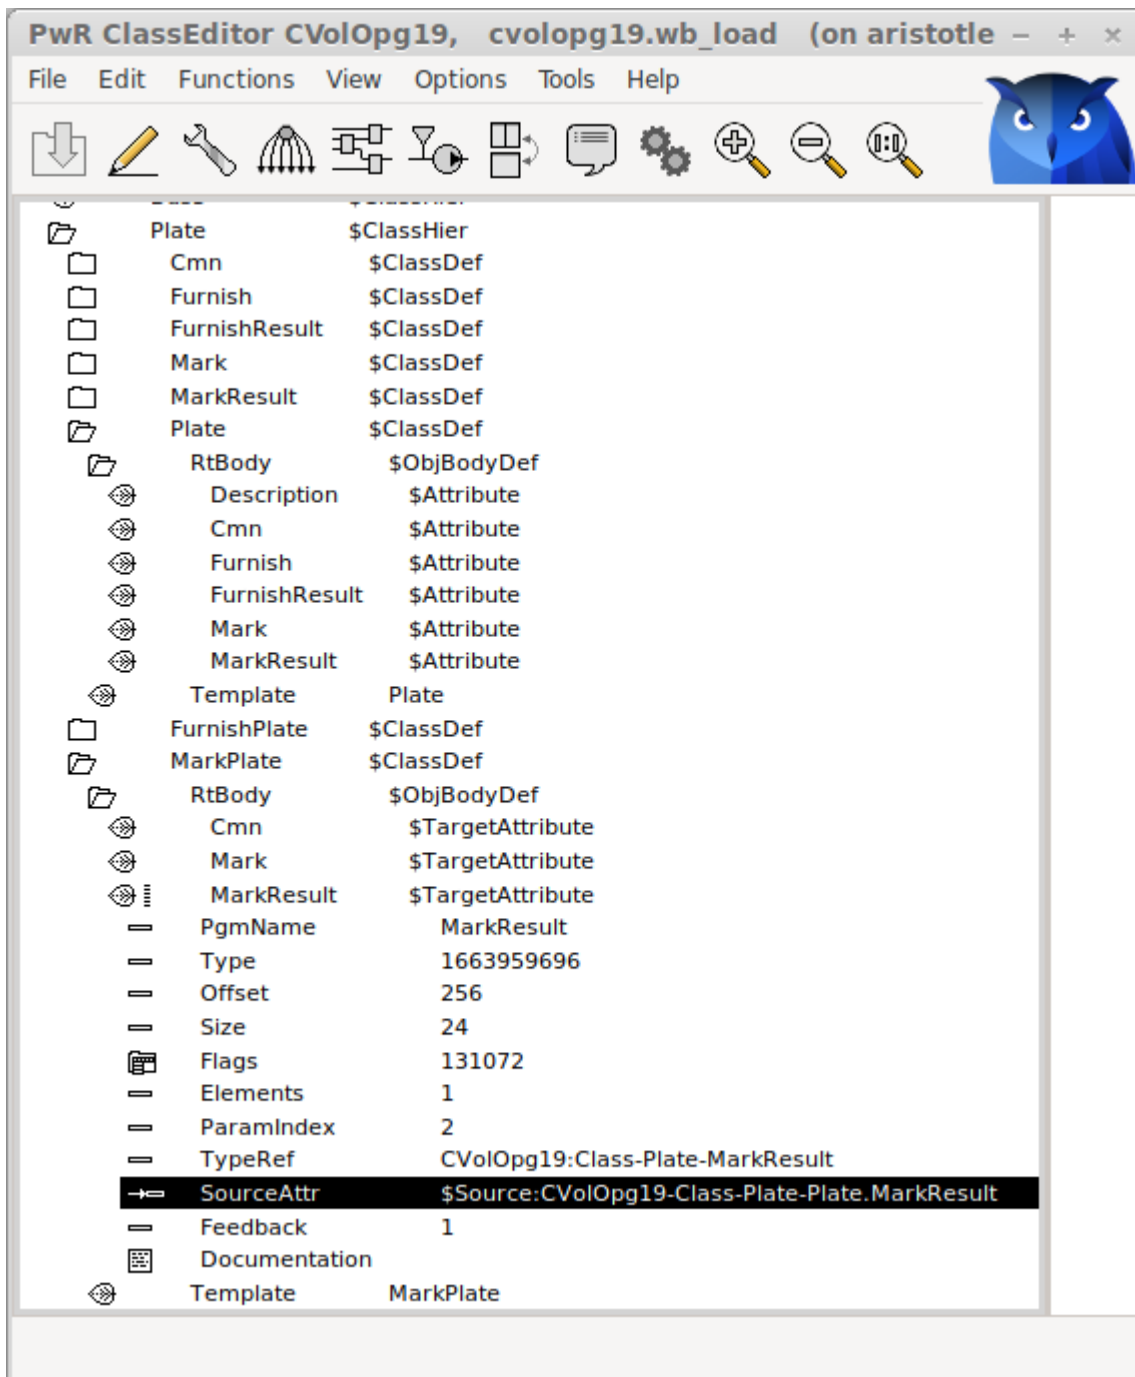 PwR ClassEditor CVolOpg19, cvolopg19.wb_load (on aristotle
File Edit Functions View Options Tools Help
Plate $ClassHier
Cmn $ClassDef
Furnish $ClassDef
FurnishResult $ClassDef
Mark $ClassDef
MarkResult $ClassDef
Plate $ClassDef
RtBody $ObjBodyDef
Description $Attribute
Cmn $Attribute
Furnish $Attribute
FurnishResult $Attribute
Mark $Attribute
MarkResult $Attribute
Template Plate
FurnishPlate $ClassDef
MarkPlate $ClassDef
RtBody $ObjBodyDef
Cmn $TargetAttribute
Mark $TargetAttribute
MarkResult $TargetAttribute
PgmName MarkResult
Type 1663959696
Offset 256
Size 24
Flags 131072
Elements 1
ParamIndex 2
TypeRef CVolOpg19:Class-Plate-MarkResult
SourceAttr $Source:CVolOpg19-Class-Plate-Plate.MarkResult
Feedback 1
Documentation
Template MarkPlate